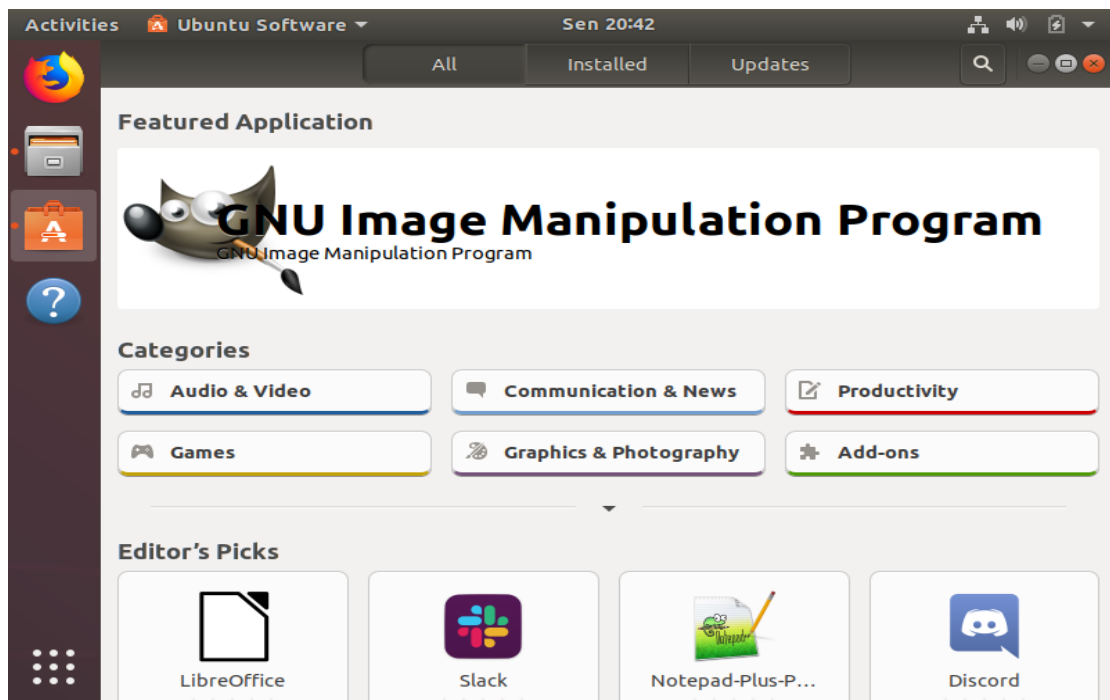 Activities Ubuntu Software Sen 20:42
All Installed Updates
Featured Application
GNU Image Manipulation Program
GNU Image Manipulation Program
Categories
Audio & Video Communication & News Productivity
Games Graphics & Photography Add-ons
Editor's Picks
LibreOffice Slack Notepad-Plus-P... Discord